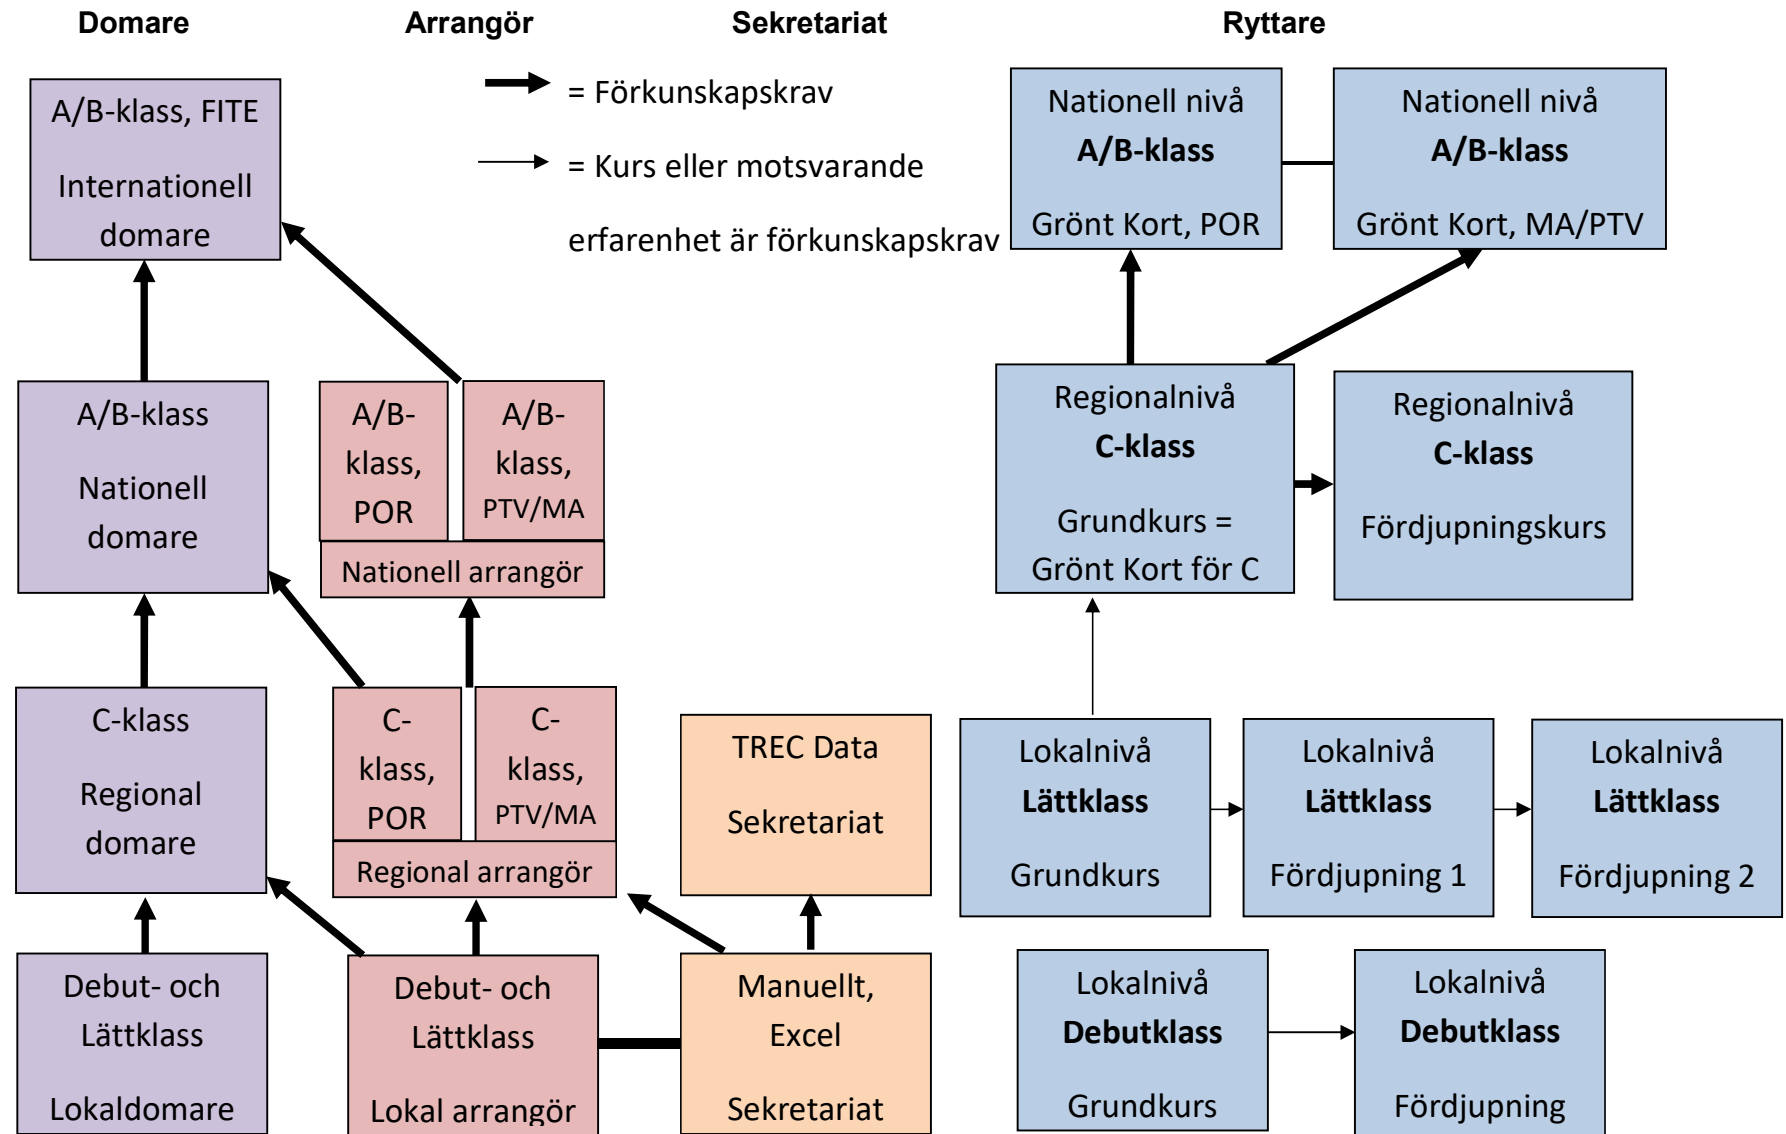 Domare
Arrangör
Sekretariat
Ryttare
= Förkunskapskrav
= Kurs eller motsvarande
erfarenhet är förkunskapskrav
A/B-klass, FITE
Internationell
domare
A/B-klass
Nationell
domare
C-klass
Regional
domare
Debut- och
Lättklass
Lokaldomare
A/B-
klass,
POR
A/B-
klass,
PTV/MA
Nationell arrangör
C-
klass,
POR
C-
klass,
PTV/MA
Regional arrangör
Debut- och
Lättklass
Lokal arrangör
TREC Data
Sekretariat
Manuellt,
Excel
Sekretariat
Nationell nivå
A/B-klass
Grönt Kort, POR
Nationell nivå
A/B-klass
Grönt Kort, MA/PTV
Regionalnivå
C-klass
Grundkurs =
Grönt Kort för C
Regionalnivå
C-klass
Fördjupningskurs
Lokalnivå
Lättklass
Grundkurs
Lokalnivå
Lättklass
Fördjupning 1
Lokalnivå
Lättklass
Fördjupning 2
Lokalnivå
Debutklass
Grundkurs
Lokalnivå
Debutklass
Fördjupning